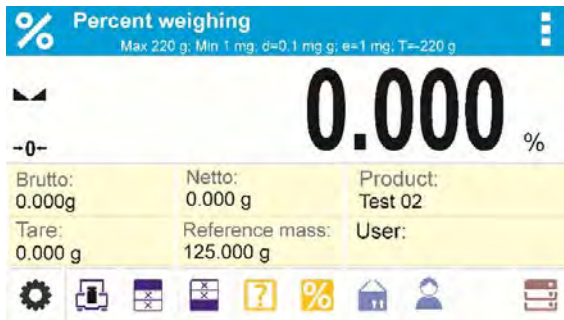 % Percent weighing
Max 220 g; Min 1 mg; d=0.1 mg g; e=1 mg; T=-220 g
0.000 %
→0←
Brutto: Netto: Product:
0.000g 0.000 g Test 02
Tare: Reference mass: User:
0.000 g 125.000 g
x x ? %
x x